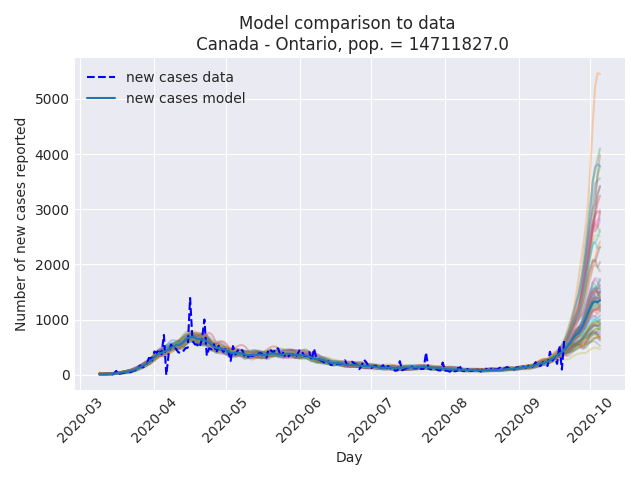 Model comparison to data
Canada - Ontario, pop. = 14711827.0
new cases data
new cases model
Number of new cases reported
5000
4000
3000
2000
1000
0
2020-03
2020-04
2020-05
2020-06
2020-07
2020-08
2020-09
2020-10
Day